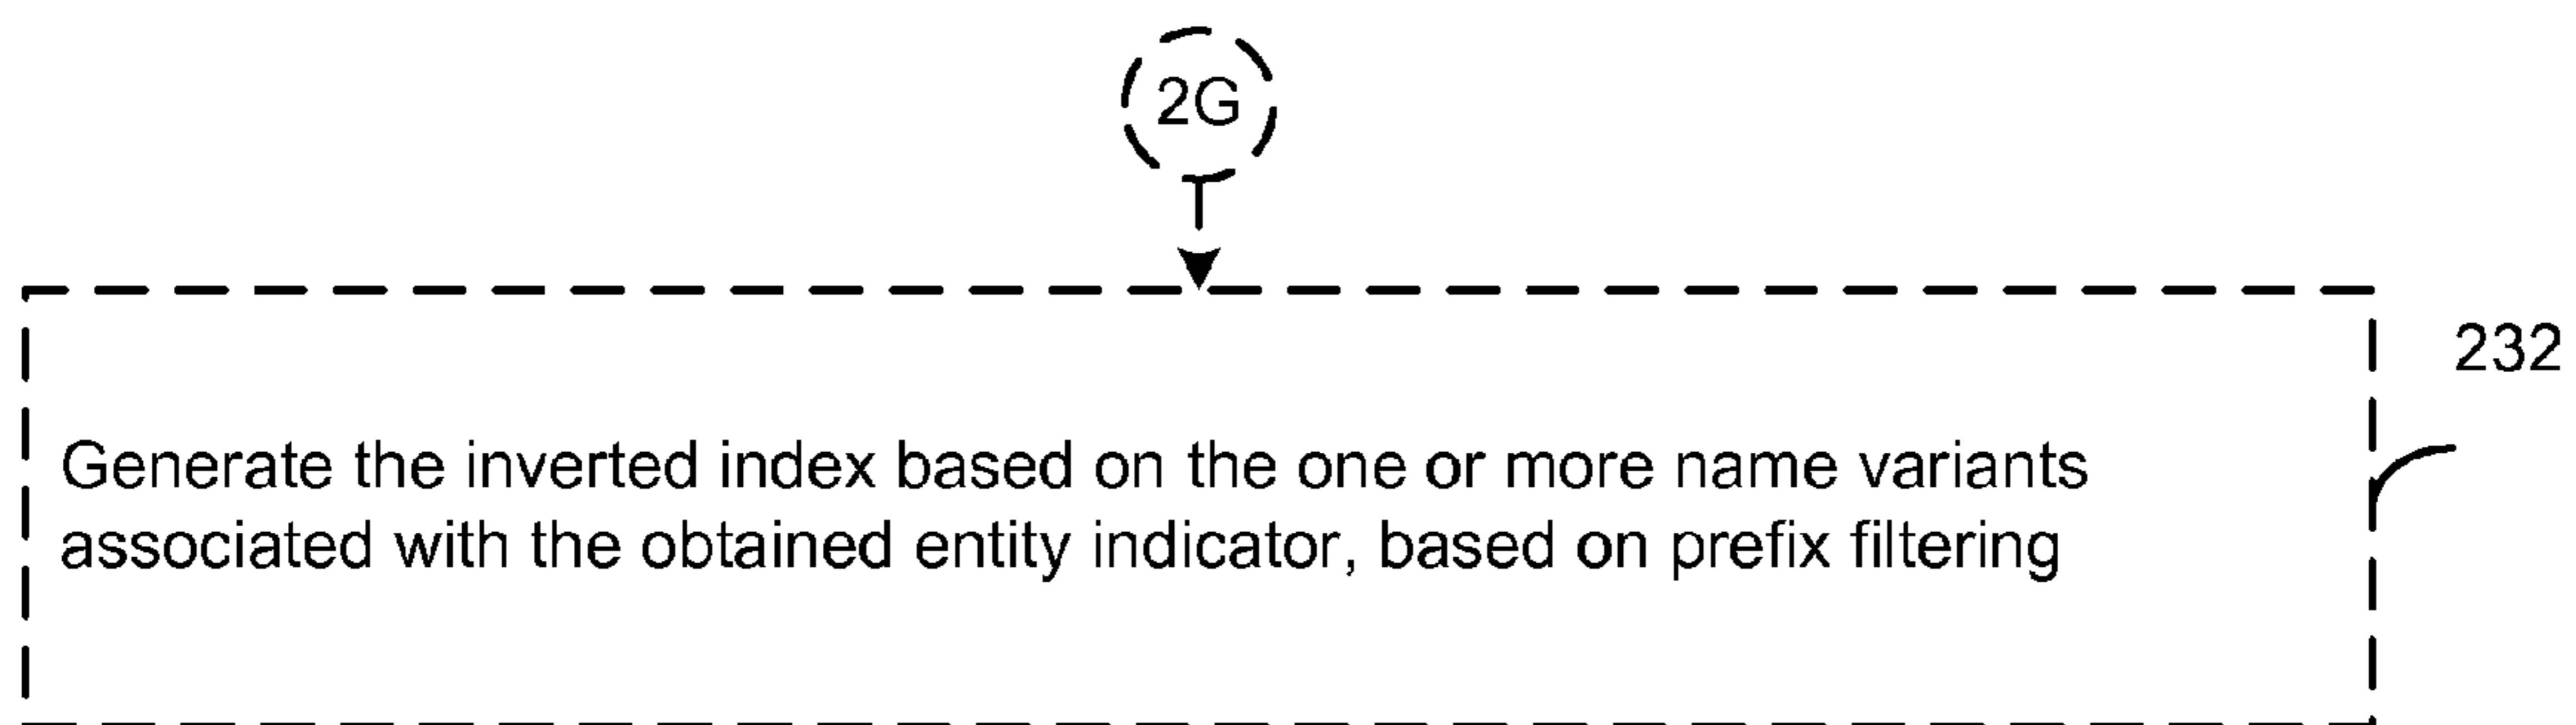 2G
232
Generate the inverted index based on the one or more name variants
associated with the obtained entity indicator, based on prefix filtering